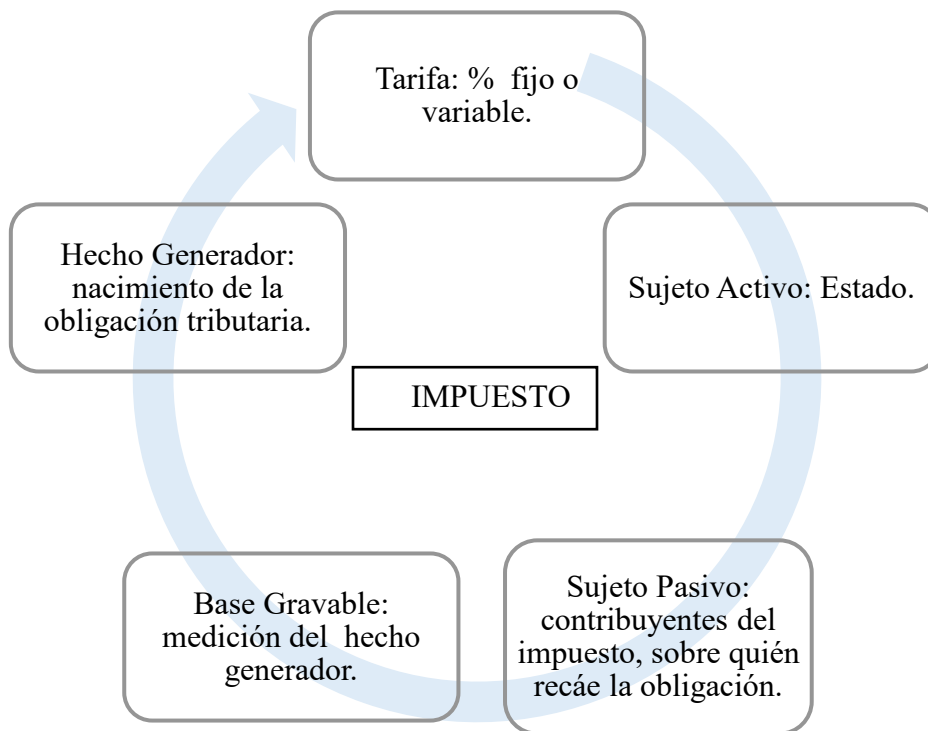 Tarifa: %  fijo o
variable.
Sujeto Activo: Estado.
Sujeto Pasivo:
contribuyentes del
impuesto, sobre quién
recáe la obligación.
Base Gravable:
medición del  hecho
generador.
Hecho Generador:
nacimiento de la
obligación tributaria.
IMPUESTO